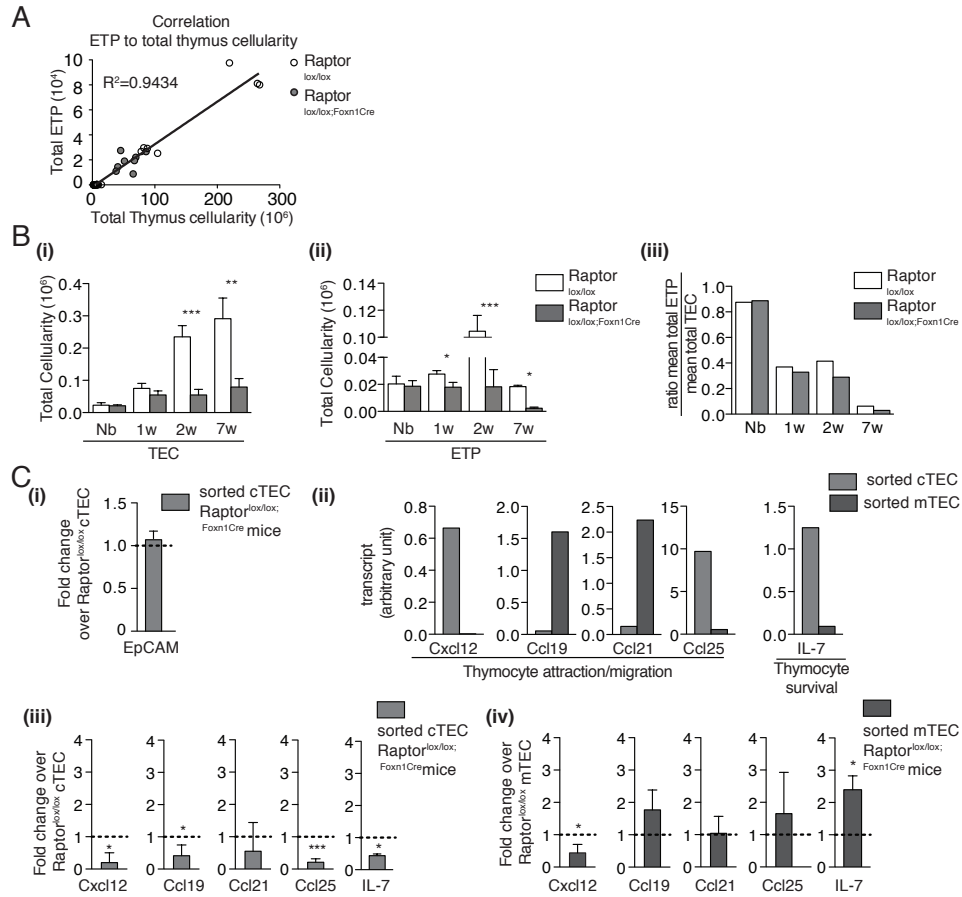 A
Correlation
ETP to total thymus cellularity
Total ETP (10⁴)
10
8
6
4
2
0
R²=0.9434
Raptor
lox/lox
Raptor
lox/lox;Foxn1Cre
0 100 200 300
Total Thymus cellularity (10⁶)
B
(i)
Total Cellularity (10⁶)
0.4
0.3
0.2
0.1
0.0
***
**
Nb 1w 2w 7w
TEC
(ii)
Total Cellularity (10⁶)
0.14
0.12
0.10
0.04
0.02
0.00
*
***
*
Nb 1w 2w 7w
ETP
Raptor
lox/lox
Raptor
lox/lox;Foxn1Cre
(iii)
ratio mean total ETP
mean total TEC
1.0
0.8
0.6
0.4
0.2
0.0
Nb 1w 2w 7w
Raptor
lox/lox
Raptor
lox/lox;Foxn1Cre
C
(i)
Fold change
over Raptorlox/lox cTEC
1.5
1.0
0.5
0
EpCAM
sorted cTEC
Raptorlox/lox;
Foxn1Cre mice
(ii)
sorted cTEC
sorted mTEC
transcript
(arbitrary unit)
0.8
0.6
0.4
0.2
0.0
Cxcl12
2.0
1.5
1.0
0.5
0.0
Ccl19
2.5
2.0
1.5
1.0
0.5
0.0
Ccl21
15
10
5
0
Ccl25
Thymocyte attraction/migration
1.5
1.0
0.5
0.0
IL-7
Thymocyte
survival
(iii)
sorted cTEC
Raptorlox/lox;
Foxn1Cre mice
Fold change over
Raptorlox/lox cTEC
4
3
2
1
0
*
Cxcl12
4
3
2
1
0
*
Ccl19
4
3
2
1
0
Ccl21
4
3
2
1
0
***
Ccl25
4
3
2
1
0
*
IL-7
(iv)
sorted mTEC
Raptorlox/lox;
Foxn1Cre mice
Fold change over
Raptorlox/lox mTEC
4
3
2
1
0
*
Cxcl12
4
3
2
1
0
Ccl19
4
3
2
1
0
Ccl21
4
3
2
1
0
Ccl25
4
3
2
1
0
*
IL-7